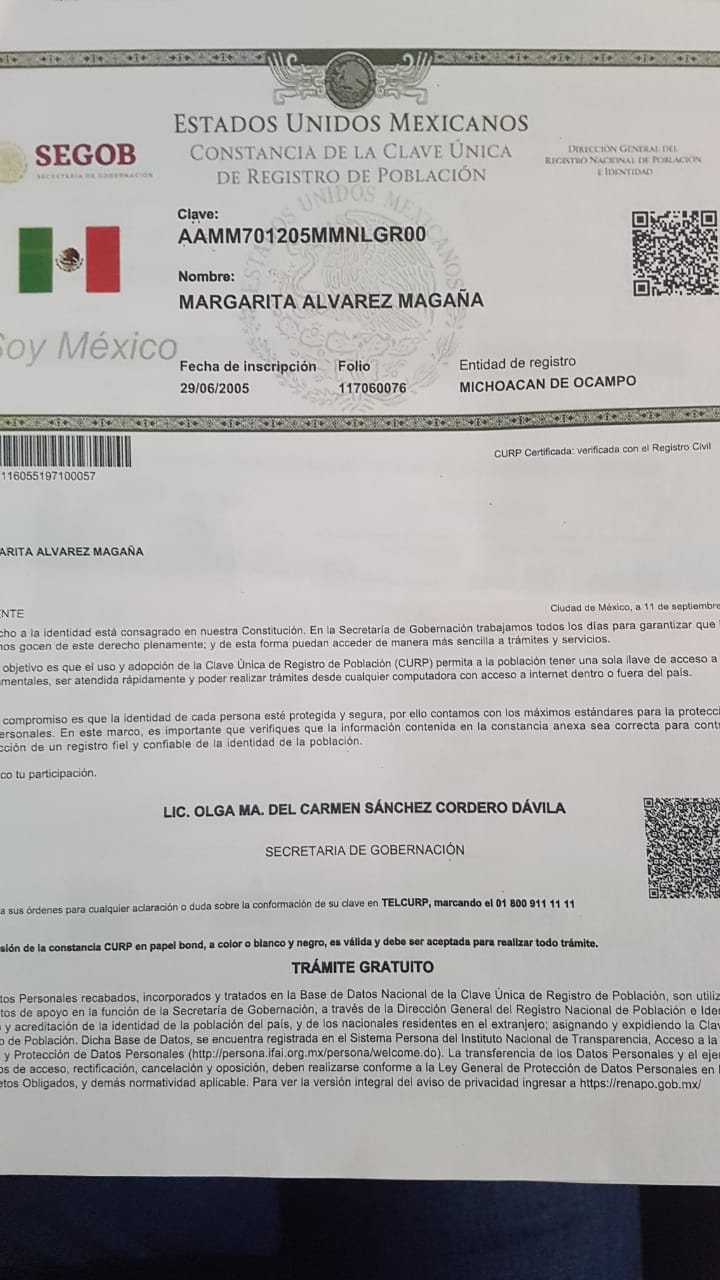 ESTADOS UNIDOS MEXICANOS
CONSTANCIA DE LA CLAVE ÚNICA
DE REGISTRO DE POBLACIÓN
SEGOB
SECRETARÍA DE GOBERNACIÓN
DIRECCIÓN GENERAL DEL
REGISTRO NACIONAL DE POBLACIÓN
E IDENTIDAD
Clave:
AAMM701205MMNLGR00
Nombre:
MARGARITA ALVAREZ MAGAÑA
Soy México
Fecha de inscripción Folio Entidad de registro
29/06/2005 117060076 MICHOACAN DE OCAMPO
116055197100057
CURP Certificada: verificada con el Registro Civil
ARITA ALVAREZ MAGAÑA
Ciudad de México, a 11 de septiembre
NTE
cho a la identidad está consagrado en nuestra Constitución. En la Secretaría de Gobernación trabajamos todos los días para garantizar que
nos gocen de este derecho plenamente; y de esta forma puedan acceder de manera más sencilla a trámites y servicios.
objetivo es que el uso y adopción de la Clave Única de Registro de Población (CURP) permita a la población tener una sola llave de acceso a
mentales, ser atendida rápidamente y poder realizar trámites desde cualquier computadora con acceso a internet dentro o fuera del país.
compromiso es que la identidad de cada persona esté protegida y segura, por ello contamos con los máximos estándares para la protecci
ersonales. En este marco, es importante que verifiques que la información contenida en la constancia anexa sea correcta para cont
cción de un registro fiel y confiable de la identidad de la población.
co tu participación.
LIC. OLGA MA. DEL CARMEN SÁNCHEZ CORDERO DÁVILA
SECRETARIA DE GOBERNACIÓN
a sus órdenes para cualquier aclaración o duda sobre la conformación de su clave en TELCURP, marcando el 01 800 911 11 11
sión de la constancia CURP en papel bond, a color o blanco y negro, es válida y debe ser aceptada para realizar todo trámite.
TRÁMITE GRATUITO
tos Personales recabados, incorporados y tratados en la Base de Datos Nacional de la Clave Única de Registro de Población, son utiliz
tos de apoyo en la función de la Secretaría de Gobernación, a través de la Dirección General del Registro Nacional de Población e Ide
y acreditación de la identidad de la población del país, y de los nacionales residentes en el extranjero; asignando y expidiendo la Clav
o de Población. Dicha Base de Datos, se encuentra registrada en el Sistema Persona del Instituto Nacional de Transparencia, Acceso a la
y Protección de Datos Personales (http://persona.ifai.org.mx/persona/welcome.do). La transferencia de los Datos Personales y el ejer
os de acceso, rectificación, cancelación y oposición, deben realizarse conforme a la Ley General de Protección de Datos Personales en
etos Obligados, y demás normatividad aplicable. Para ver la versión integral del aviso de privacidad ingresar a https://renapo.gob.mx/